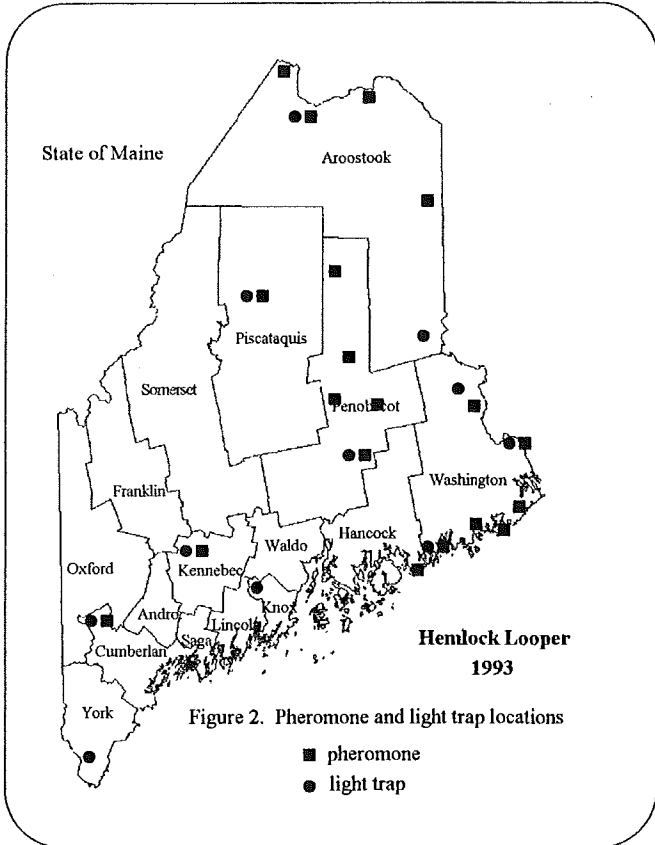 State of Maine
Aroostook
Piscataquis
Somerset
Penobscot
Franklin
Washington
Hancock
Waldo
Oxford
Kennebec
Andro
Knox
Lincoln
Saga
Cumberlan
York
Hemlock Looper
1993
Figure 2. Pheromone and light trap locations
pheromone
light trap